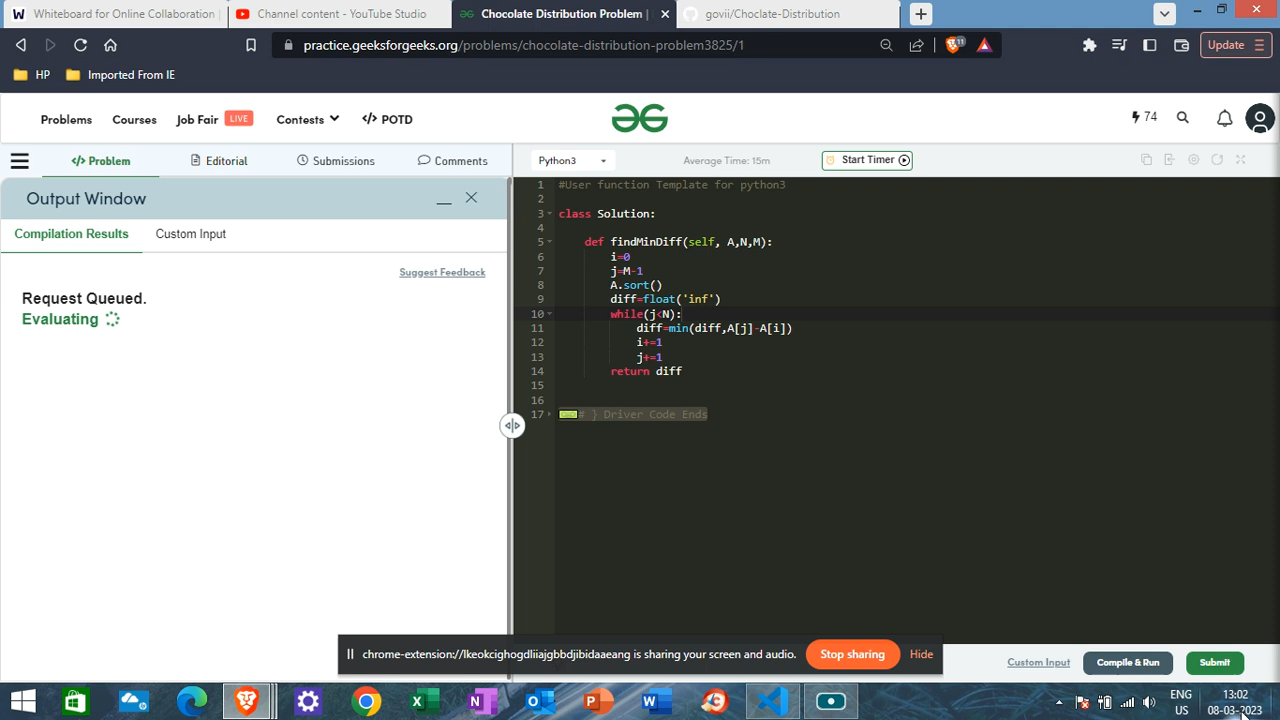 Whiteboard for Online Collaboration
Channel content - YouTube Studio
Chocolate Distribution Problem |
govii/Choclate-Distribution
practice.geeksforgeeks.org/problems/chocolate-distribution-problem3825/1
11
Update
HP
Imported From IE
Problems
Courses
Job Fair LIVE
Contests
</> POTD
74
</> Problem
Editorial
Submissions
Comments
Python3
Average Time: 15m
Start Timer
Output Window
Compilation Results
Custom Input
Suggest Feedback
Request Queued.
Evaluating
1 #User function Template for python3
2
3 class Solution:
4
5 def findMinDiff(self, A,N,M):
6 i=0
7 j=M-1
8 A.sort()
9 diff=float('inf')
10 while(j<N):
11 diff=min(diff,A[j]-A[i])
12 i+=1
13 j+=1
14 return diff
15
16
17 # } Driver Code Ends
chrome-extension://lkeokcighogdliiajgbbdjibidaaeang is sharing your screen and audio.
Stop sharing
Hide
Custom Input
Compile & Run
Submit
ENG
US
13:02
08-03-2023